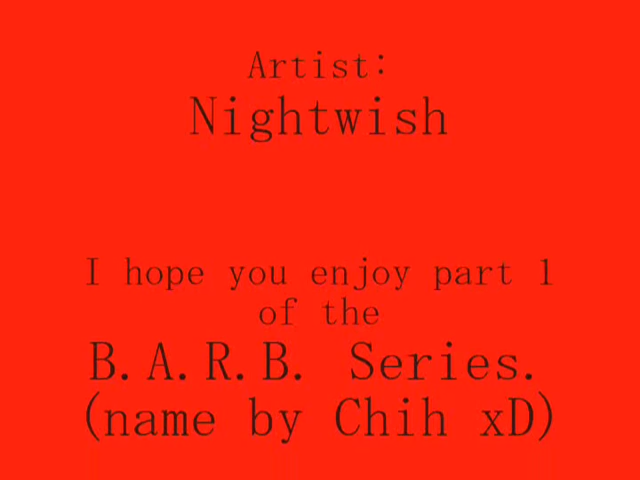 Artist:
Nightwish
I hope you enjoy part 1
of the
B.A.R.B. Series.
(name by Chih xD)